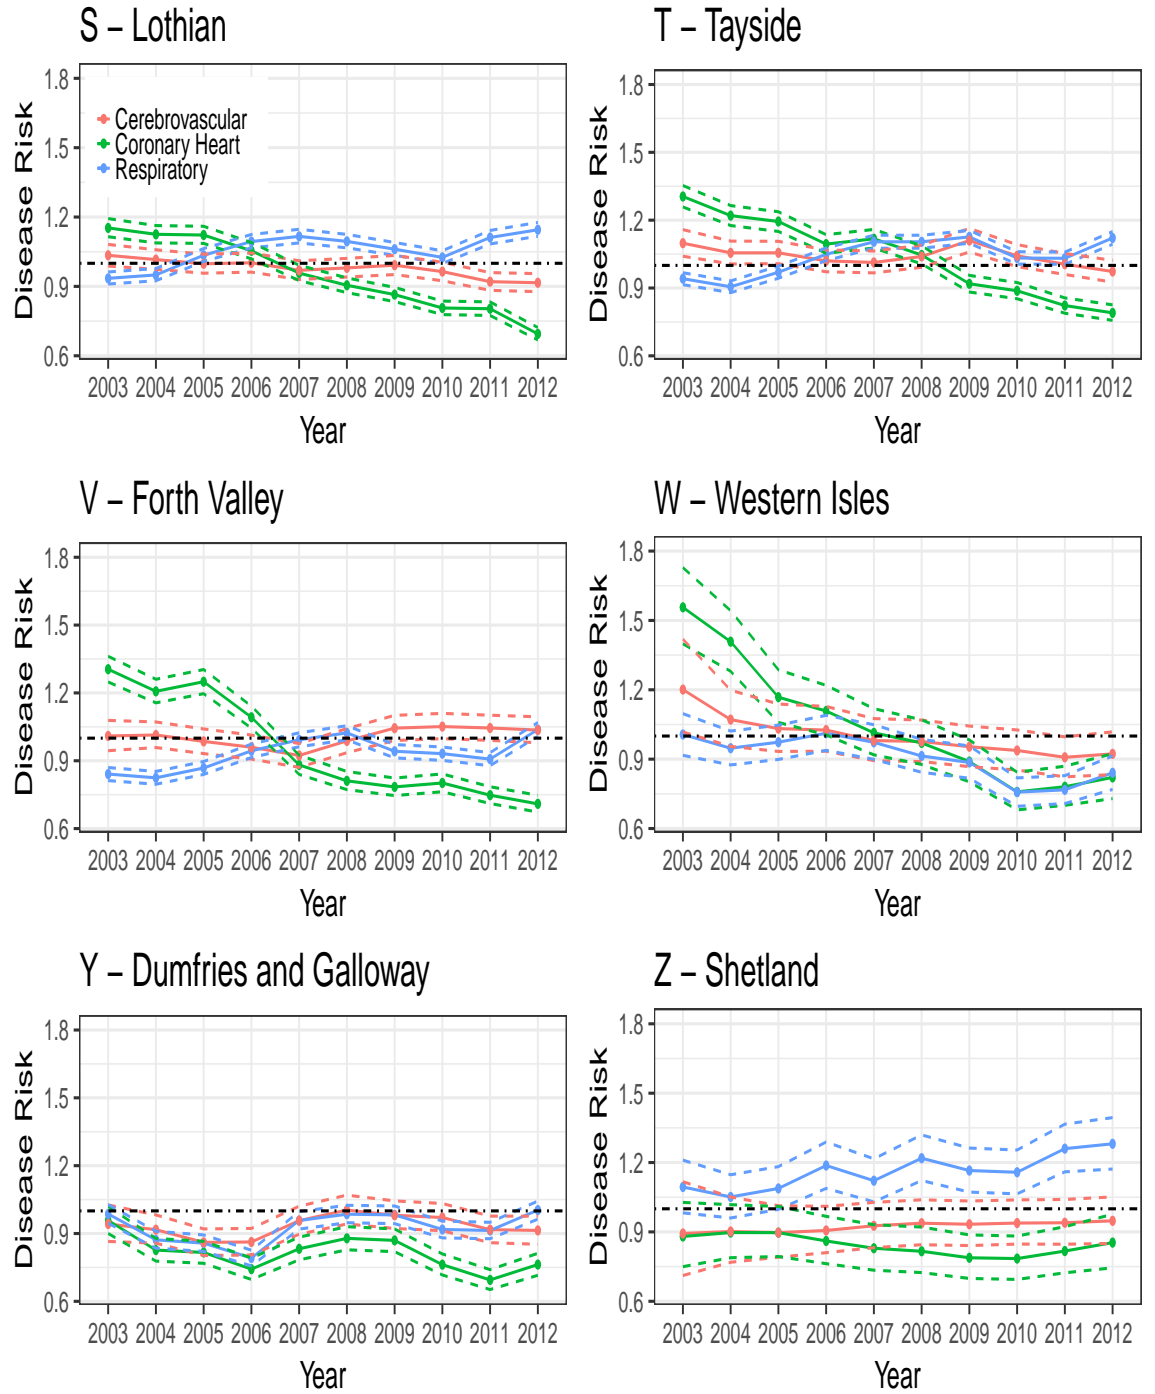 S – Lothian
Disease Risk
1.8
1.5
1.2
0.9
0.6
Cerebrovascular
Coronary Heart
Respiratory
2003 2004 2005 2006 2007 2008 2009 2010 2011 2012
Year
T – Tayside
Disease Risk
1.8
1.5
1.2
0.9
0.6
2003 2004 2005 2006 2007 2008 2009 2010 2011 2012
Year
V – Forth Valley
Disease Risk
1.8
1.5
1.2
0.9
0.6
2003 2004 2005 2006 2007 2008 2009 2010 2011 2012
Year
W – Western Isles
Disease Risk
1.8
1.5
1.2
0.9
0.6
2003 2004 2005 2006 2007 2008 2009 2010 2011 2012
Year
Y – Dumfries and Galloway
Disease Risk
1.8
1.5
1.2
0.9
0.6
2003 2004 2005 2006 2007 2008 2009 2010 2011 2012
Year
Z – Shetland
Disease Risk
1.8
1.5
1.2
0.9
0.6
2003 2004 2005 2006 2007 2008 2009 2010 2011 2012
Year